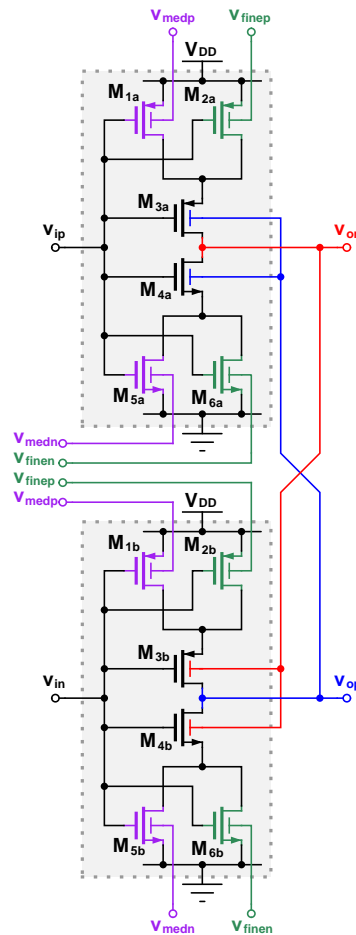 vmedp vfinep
VDD
M1a M2a
M3a
vip von
M4a
M5a M6a
vmedn
vfinen
vfinep
vmedp
VDD
M1b M2b
M3b
vin vop
M4b
M5b M6b
vmedn vfinen